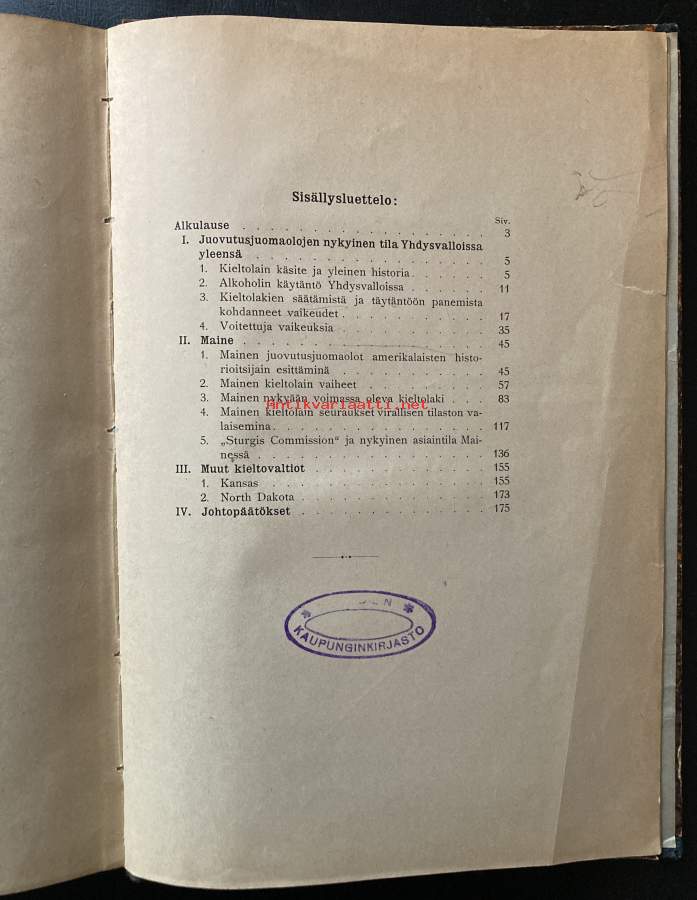 Sisällysluettelo:
Siv.
Alkulause . . . . . . . . . . . . . . . . . . 3
I. Juovutusjuomaolojen nykyinen tila Yhdysvalloissa
yleensä . . . . . . . . . . . . . . . . . . 5
1. Kieltolain käsite ja yleinen historia . . . . . . 5
2. Alkoholin käytäntö Yhdysvalloissa . . . . . . 11
3. Kieltolakien säätämistä ja täytäntöön panemista
kohdanneet vaikeudet . . . . . . . . . . . 17
4. Voitettuja vaikeuksia . . . . . . . . . . . 35
II. Maine . . . . . . . . . . . . . . . . . . 45
1. Mainen juovutusjuomaolot amerikalaisten histo-
rioitsijain esittäminä . . . . . . . . . . . 45
2. Mainen kieltolain vaiheet . . . . . . . . . 57
3. Mainen nykyään voimassa oleva kieltolaki . . . 83
Antikvariaatti.net
4. Mainen kieltolain seuraukset virallisen tilaston va-
laisemina . . . . . . . . . . . . . . . . 117
5. „Sturgis Commission“ ja nykyinen asiaintila Mai-
nessä . . . . . . . . . . . . . . . . . . 136
III. Muut kieltovaltiot . . . . . . . . . . . . . 155
1. Kansas . . . . . . . . . . . . . . . . . 155
2. North Dakota . . . . . . . . . . . . . . 173
IV. Johtopäätökset . . . . . . . . . . . . . . 175
KAUPUNGINKIRJASTO